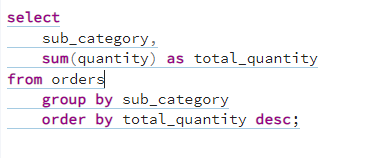 select
    sub_category,
    sum(quantity) as total_quantity
from orders
    group by sub_category
    order by total_quantity desc;